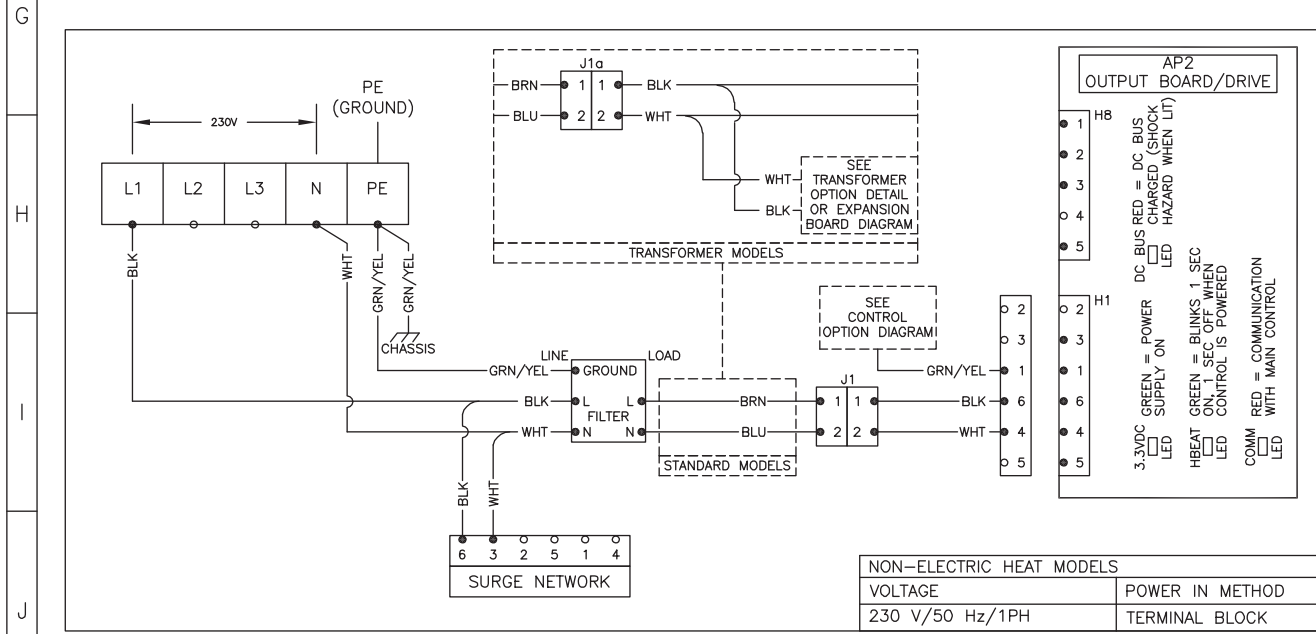 G
H
I
J
PE
(GROUND)
230V
L1
L2
L3
N
PE
BLK
WHT
GRN/YEL
GRN/YEL
CHASSIS
J1a
BRN
1
1
BLK
BLU
2
2
WHT
WHT
BLK
SEE
TRANSFORMER
OPTION DETAIL
OR EXPANSION
BOARD DIAGRAM
TRANSFORMER MODELS
LINE
LOAD
GRN/YEL
GROUND
BLK
L
L
FILTER
WHT
N
N
BRN
BLU
STANDARD MODELS
J1
1
1
2
2
SEE
CONTROL
OPTION DIAGRAM
GRN/YEL
BLK
WHT
2
3
1
6
4
5
BLK
WHT
6
3
2
5
1
4
SURGE NETWORK
AP2
OUTPUT BOARD/DRIVE
H8
1
2
3
4
5
H1
2
3
1
6
4
5
DC BUS RED = DC BUS
CHARGED (SHOCK
LED
HAZARD WHEN LIT)
3.3VDC GREEN = POWER
LED SUPPLY ON
HBEAT GREEN = BLINKS 1 SEC
ON, 1 SEC OFF WHEN
LED CONTROL IS POWERED
COMM RED = COMMUNICATION
LED WITH MAIN CONTROL
NON-ELECTRIC HEAT MODELS
VOLTAGE POWER IN METHOD
230 V/50 Hz/1PH TERMINAL BLOCK